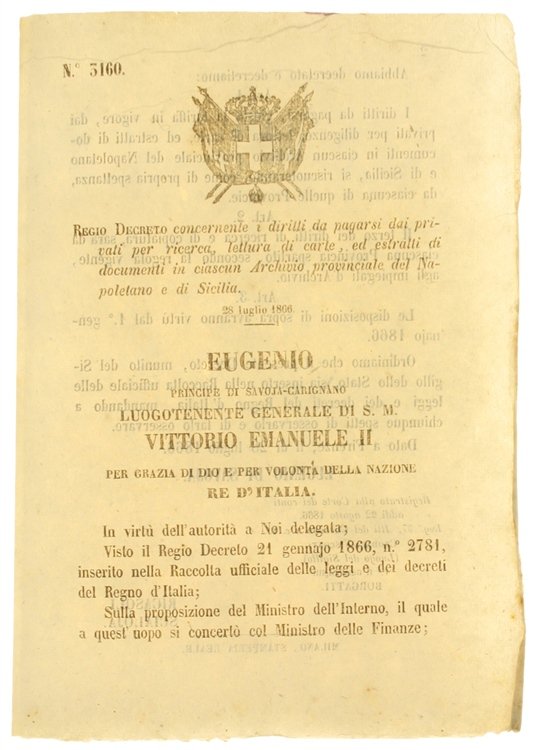 N.° 3160.
REGIO DECRETO concernente i diritti da pagarsi dai pri-
vati per ricerca, lettura di carte, ed estratti di
documenti in ciascun Archivio provinciale del Na-
poletano e di Sicilia.
28 luglio 1866.
EUGENIO
PRINCIPE DI SAVOJA-CARIGNANO
LUOGOTENENTE GENERALE DI S. M.
VITTORIO EMANUELE II
PER GRAZIA DI DIO E PER VOLONTÀ DELLA NAZIONE
RE D'ITALIA.
In virtù dell'autorità a Noi delegata;
Visto il Regio Decreto 21 gennajo 1866, n.° 2781,
inserito nella Raccolta ufficiale delle leggi e dei decreti
del Regno d'Italia;
Sulla proposizione del Ministro dell'Interno, il quale
a quest'uopo si concertò col Ministro delle Finanze;